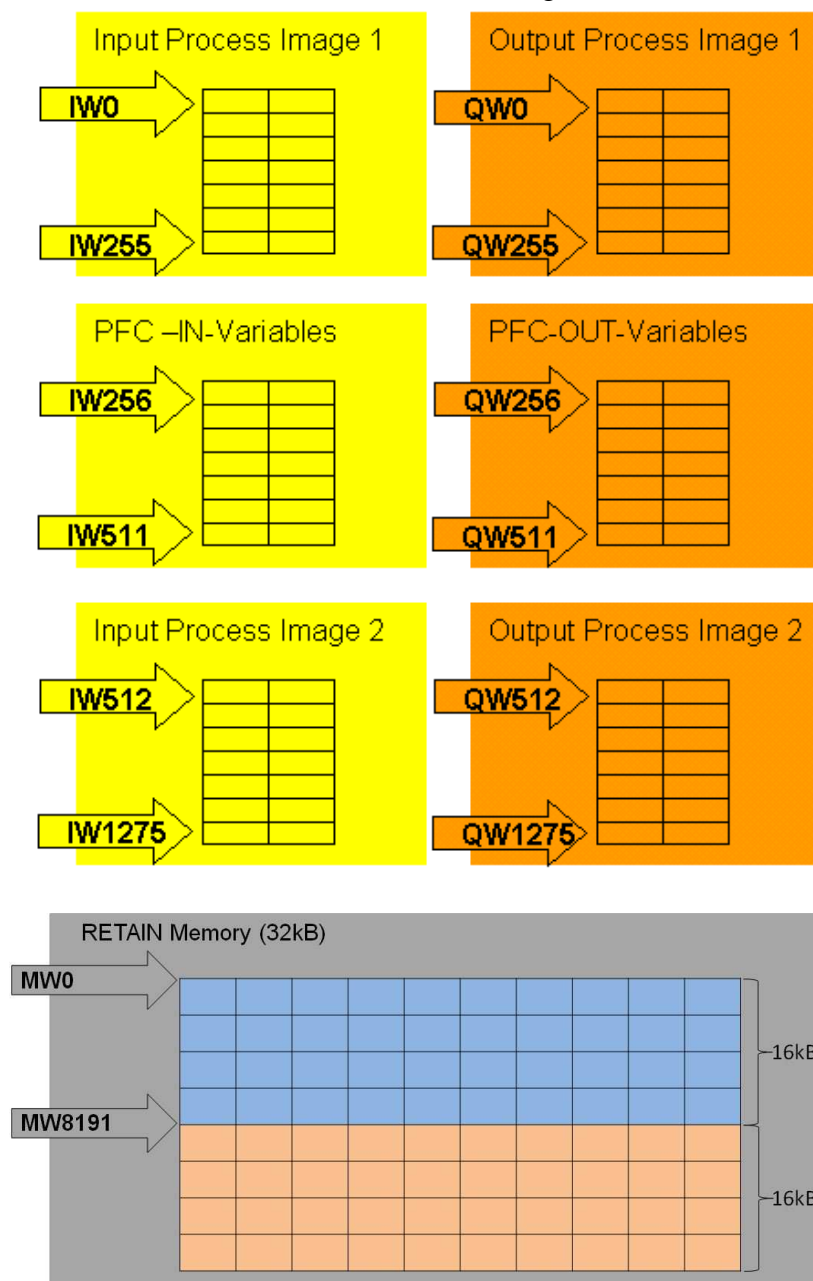 Input Process Image 1
IW0
IW255
Output Process Image 1
QW0
QW255
PFC –IN-Variables
IW256
IW511
PFC-OUT-Variables
QW256
QW511
Input Process Image 2
IW512
IW1275
Output Process Image 2
QW512
QW1275
RETAIN Memory (32kB)
MW0
16kB
MW8191
16kB